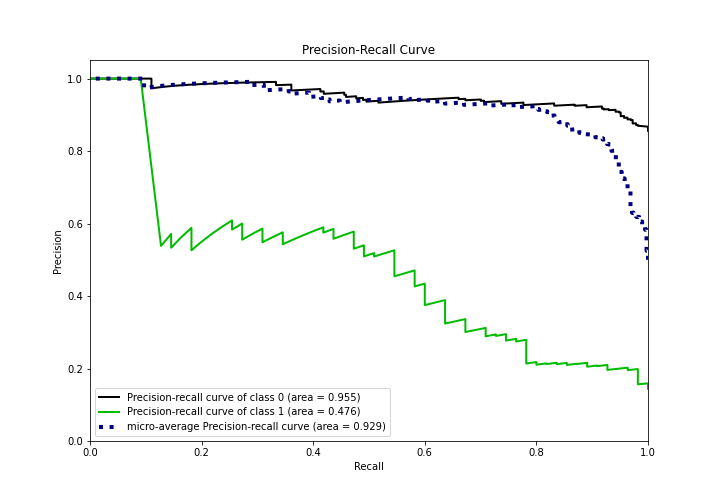 Precision-Recall Curve
1.0
0.8
0.6
0.4
0.2
0.0
Precision
Precision-recall curve of class 0 (area = 0.955)
Precision-recall curve of class 1 (area = 0.476)
micro-average Precision-recall curve (area = 0.929)
0.0 0.2 0.4 0.6 0.8 1.0
Recall